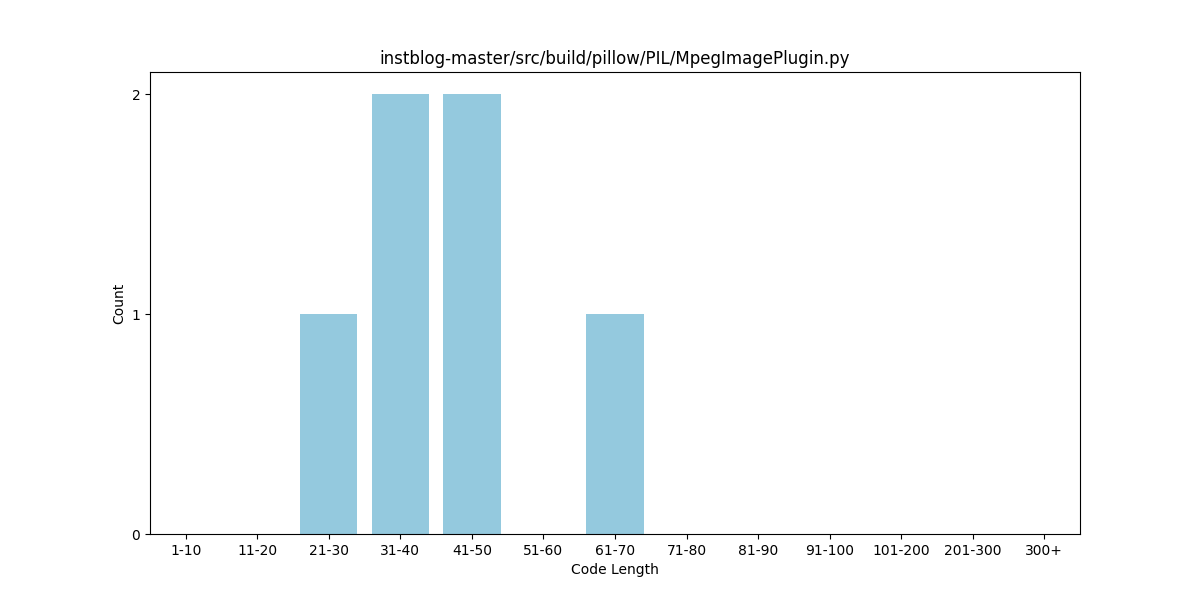 instblog-master/src/build/pillow/PIL/MpegImagePlugin.py
Count
2
1
0
1-10 11-20 21-30 31-40 41-50 51-60 61-70 71-80 81-90 91-100 101-200 201-300 300+
Code Length